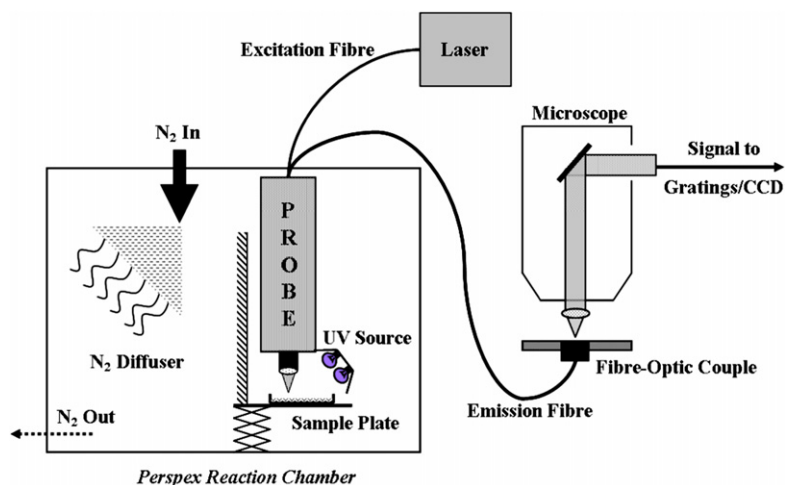 Excitation Fibre
Laser
Microscope
N₂ In
Signal to
Gratings/CCD
PROBE
UV Source
N₂ Diffuser
Fibre-Optic Couple
N₂ Out
Sample Plate
Emission Fibre
Perspex Reaction Chamber